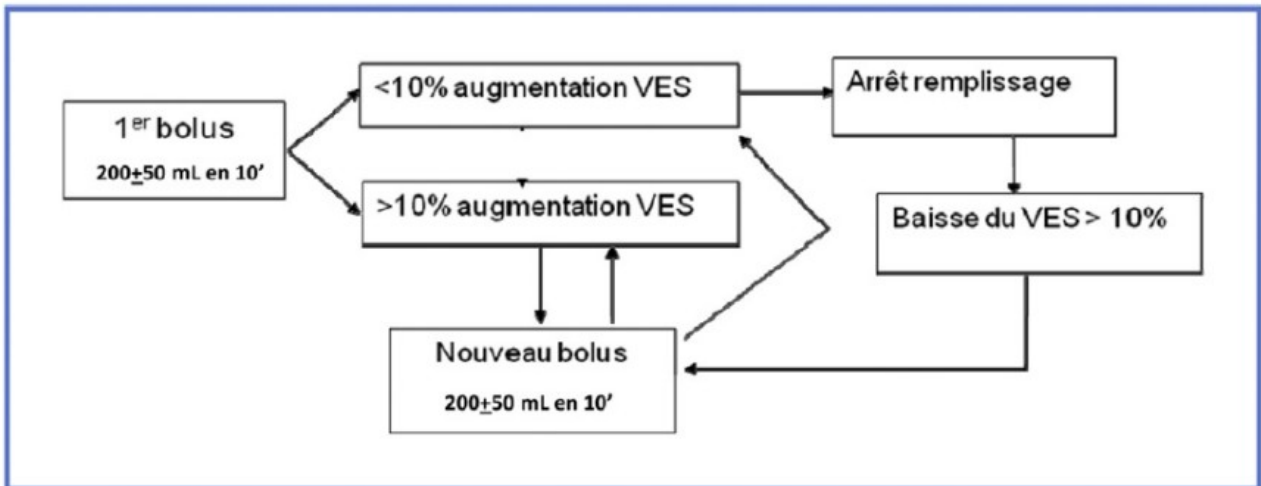 1er bolus
200±50 mL en 10’
<10% augmentation VES
>10% augmentation VES
Nouveau bolus
200±50 mL en 10’
Arrêt remplissage
Baisse du VES > 10%